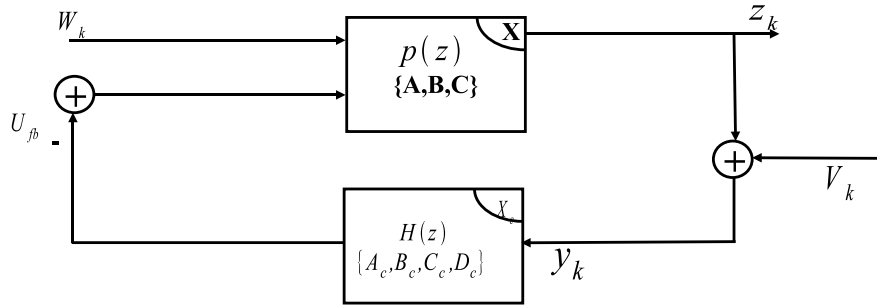 W_k
z_k
X
p(z)
{A,B,C}
+
U_fb
-
+
V_k
X_c
H(z)
{A_c,B_c,C_c,D_c}
y_k